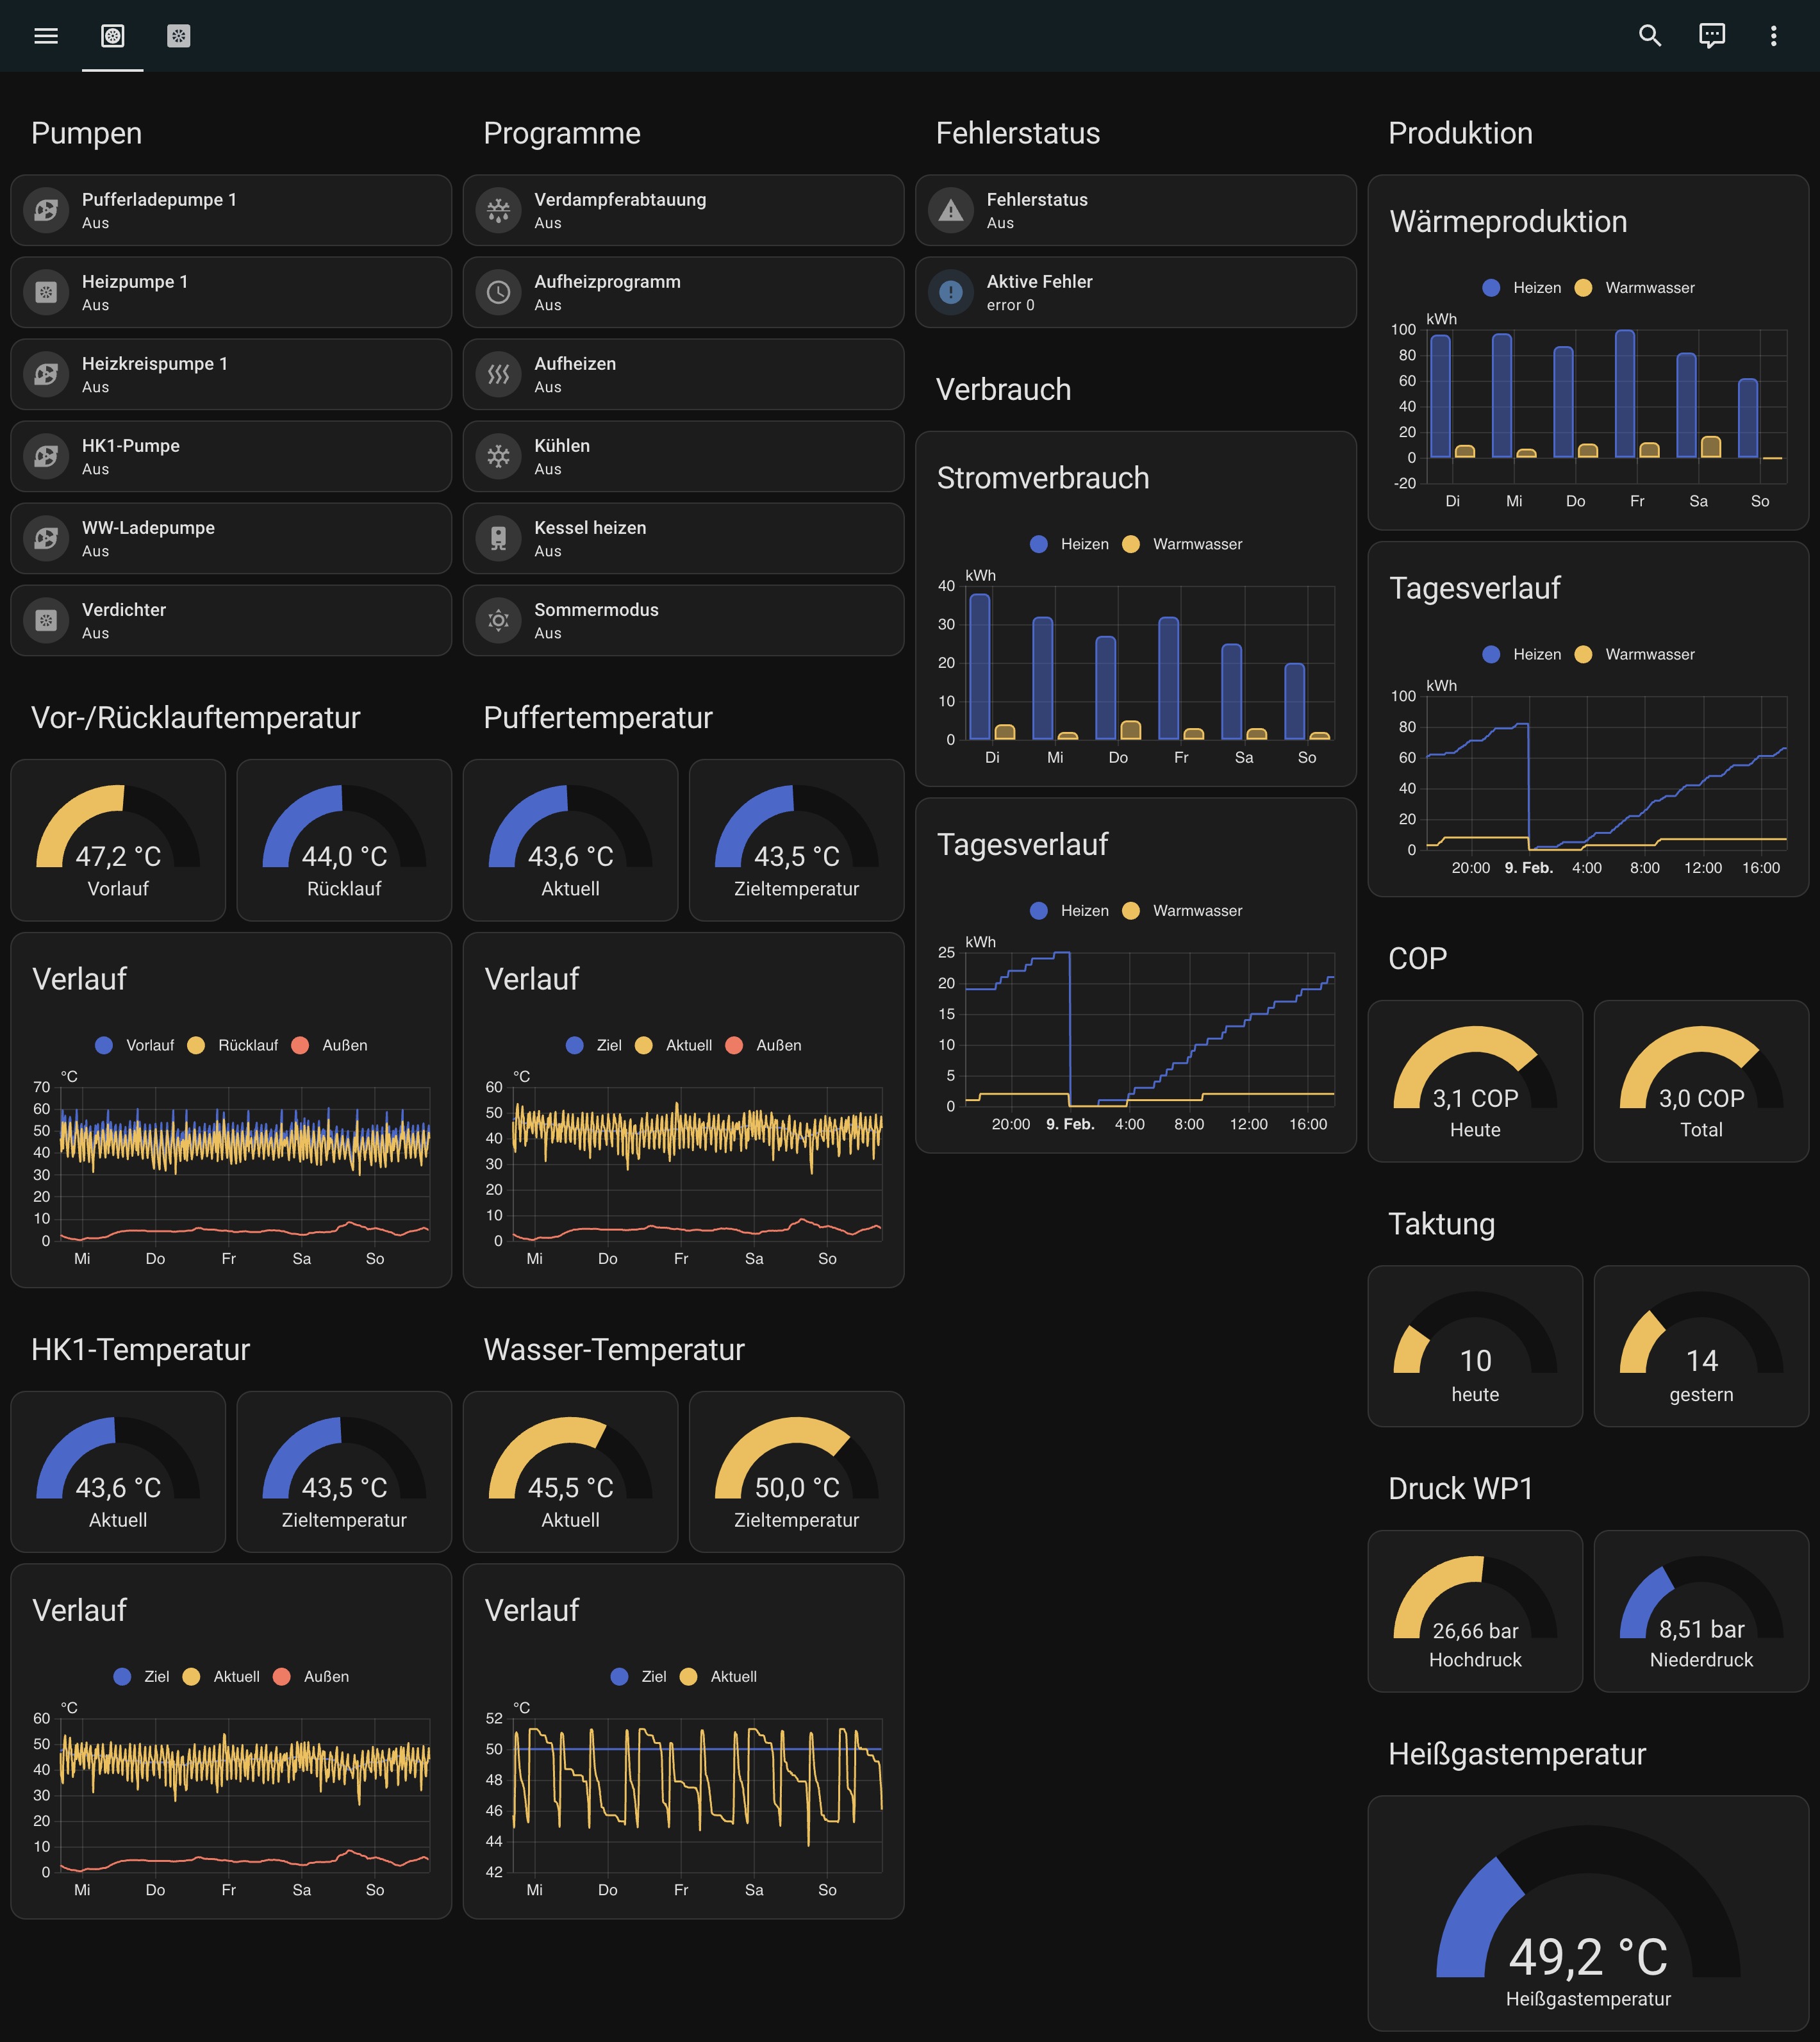 Pumpen
Pufferladepumpe 1
Aus
Heizpumpe 1
Aus
Heizkreispumpe 1
Aus
HK1-Pumpe
Aus
WW-Ladepumpe
Aus
Verdichter
Aus
Vor-/Rücklauftemperatur
47,2 °C
Vorlauf
44,0 °C
Rücklauf
Verlauf
Vorlauf Rücklauf Außen
°C
70
60
50
40
30
20
10
0
Mi Do Fr Sa So
HK1-Temperatur
43,6 °C
Aktuell
43,5 °C
Zieltemperatur
Verlauf
Ziel Aktuell Außen
°C
60
50
40
30
20
10
0
Mi Do Fr Sa So
Programme
Verdampferabtauung
Aus
Aufheizprogramm
Aus
Aufheizen
Aus
Kühlen
Aus
Kessel heizen
Aus
Sommermodus
Aus
Puffertemperatur
43,6 °C
Aktuell
43,5 °C
Zieltemperatur
Verlauf
Ziel Aktuell Außen
°C
60
50
40
30
20
10
0
Mi Do Fr Sa So
Wasser-Temperatur
45,5 °C
Aktuell
50,0 °C
Zieltemperatur
Verlauf
Ziel Aktuell
°C
52
50
48
46
44
42
Mi Do Fr Sa So
Fehlerstatus
Fehlerstatus
Aus
Aktive Fehler
error 0
Verbrauch
Stromverbrauch
Heizen Warmwasser
kWh
40
30
20
10
0
Di Mi Do Fr Sa So
Tagesverlauf
Heizen Warmwasser
kWh
25
20
15
10
5
0
20:00 9. Feb. 4:00 8:00 12:00 16:00
Produktion
Wärmeproduktion
Heizen Warmwasser
kWh
100
80
60
40
20
0
-20
Di Mi Do Fr Sa So
Tagesverlauf
Heizen Warmwasser
kWh
100
80
60
40
20
0
20:00 9. Feb. 4:00 8:00 12:00 16:00
COP
3,1 COP
Heute
3,0 COP
Total
Taktung
10
heute
14
gestern
Druck WP1
26,66 bar
Hochdruck
8,51 bar
Niederdruck
Heißgastemperatur
49,2 °C
Heißgastemperatur